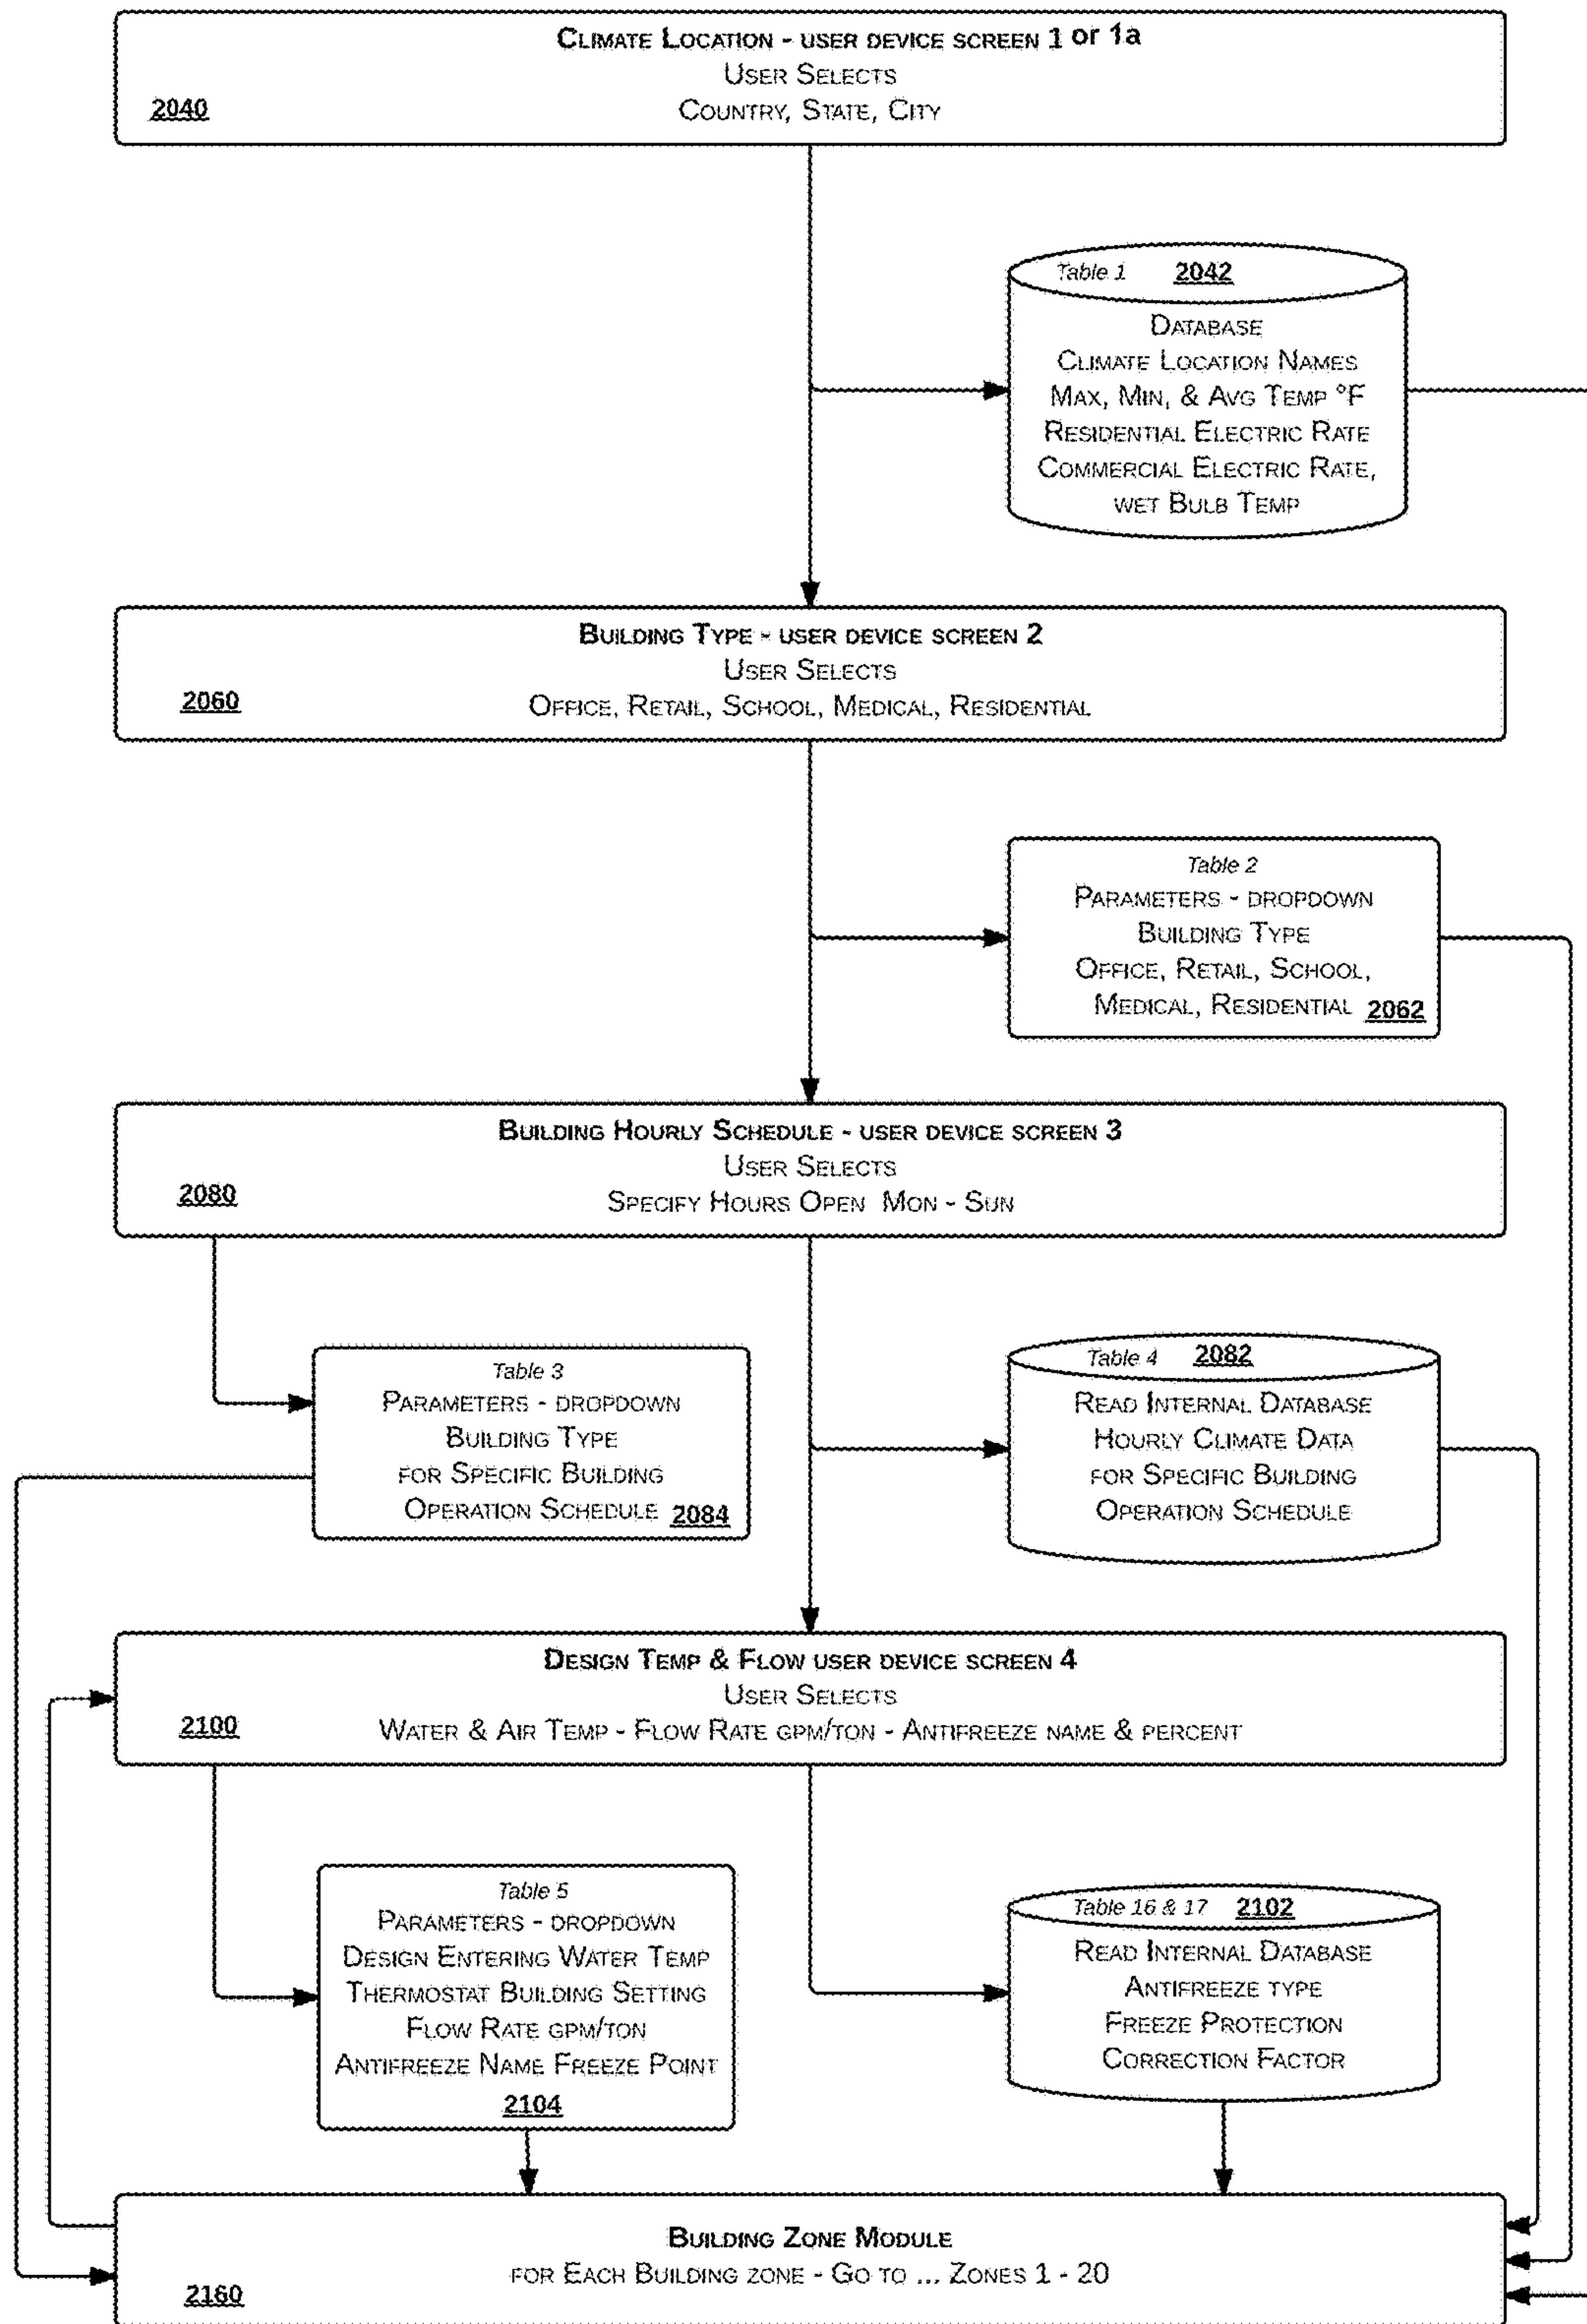 CLIMATE LOCATION - USER DEVICE SCREEN 1 or 1a
USER SELECTS
2040 COUNTRY, STATE, CITY
Table 1 2042
DATABASE
CLIMATE LOCATION NAMES
MAX, MIN, & AVG TEMP °F
RESIDENTIAL ELECTRIC RATE
COMMERCIAL ELECTRIC RATE,
WET BULB TEMP
BUILDING TYPE - USER DEVICE SCREEN 2
USER SELECTS
2060 OFFICE, RETAIL, SCHOOL, MEDICAL, RESIDENTIAL
Table 2
PARAMETERS - DROPDOWN
BUILDING TYPE
OFFICE, RETAIL, SCHOOL,
MEDICAL, RESIDENTIAL 2062
BUILDING HOURLY SCHEDULE - USER DEVICE SCREEN 3
USER SELECTS
2080 SPECIFY HOURS OPEN MON - SUN
Table 3
PARAMETERS - DROPDOWN
BUILDING TYPE
FOR SPECIFIC BUILDING
OPERATION SCHEDULE 2084
Table 4 2082
READ INTERNAL DATABASE
HOURLY CLIMATE DATA
FOR SPECIFIC BUILDING
OPERATION SCHEDULE
DESIGN TEMP & FLOW USER DEVICE SCREEN 4
USER SELECTS
2100 WATER & AIR TEMP - FLOW RATE GPM/TON - ANTIFREEZE NAME & PERCENT
Table 5
PARAMETERS - DROPDOWN
DESIGN ENTERING WATER TEMP
THERMOSTAT BUILDING SETTING
FLOW RATE GPM/TON
ANTIFREEZE NAME FREEZE POINT
2104
Table 16 & 17 2102
READ INTERNAL DATABASE
ANTIFREEZE TYPE
FREEZE PROTECTION
CORRECTION FACTOR
BUILDING ZONE MODULE
FOR EACH BUILDING ZONE - GO TO ... ZONES 1 - 20
2160